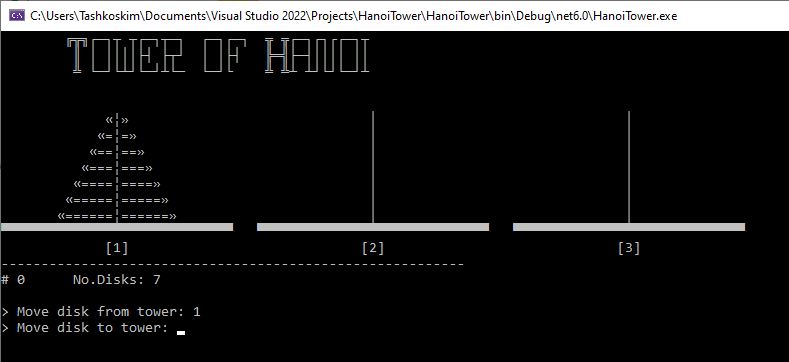 C:\Users\Tashkoskim\Documents\Visual Studio 2022\Projects\HanoiTower\HanoiTower\bin\Debug\net6.0\HanoiTower.exe
TOWER OF HANOI
«¦»
«=¦=»
«==¦==»
«===¦===»
«====¦====»
«=====¦=====»
«======¦======»
[1] [2] [3]
----------------------------------------------------------
# 0 No.Disks: 7
> Move disk from tower: 1
> Move disk to tower: